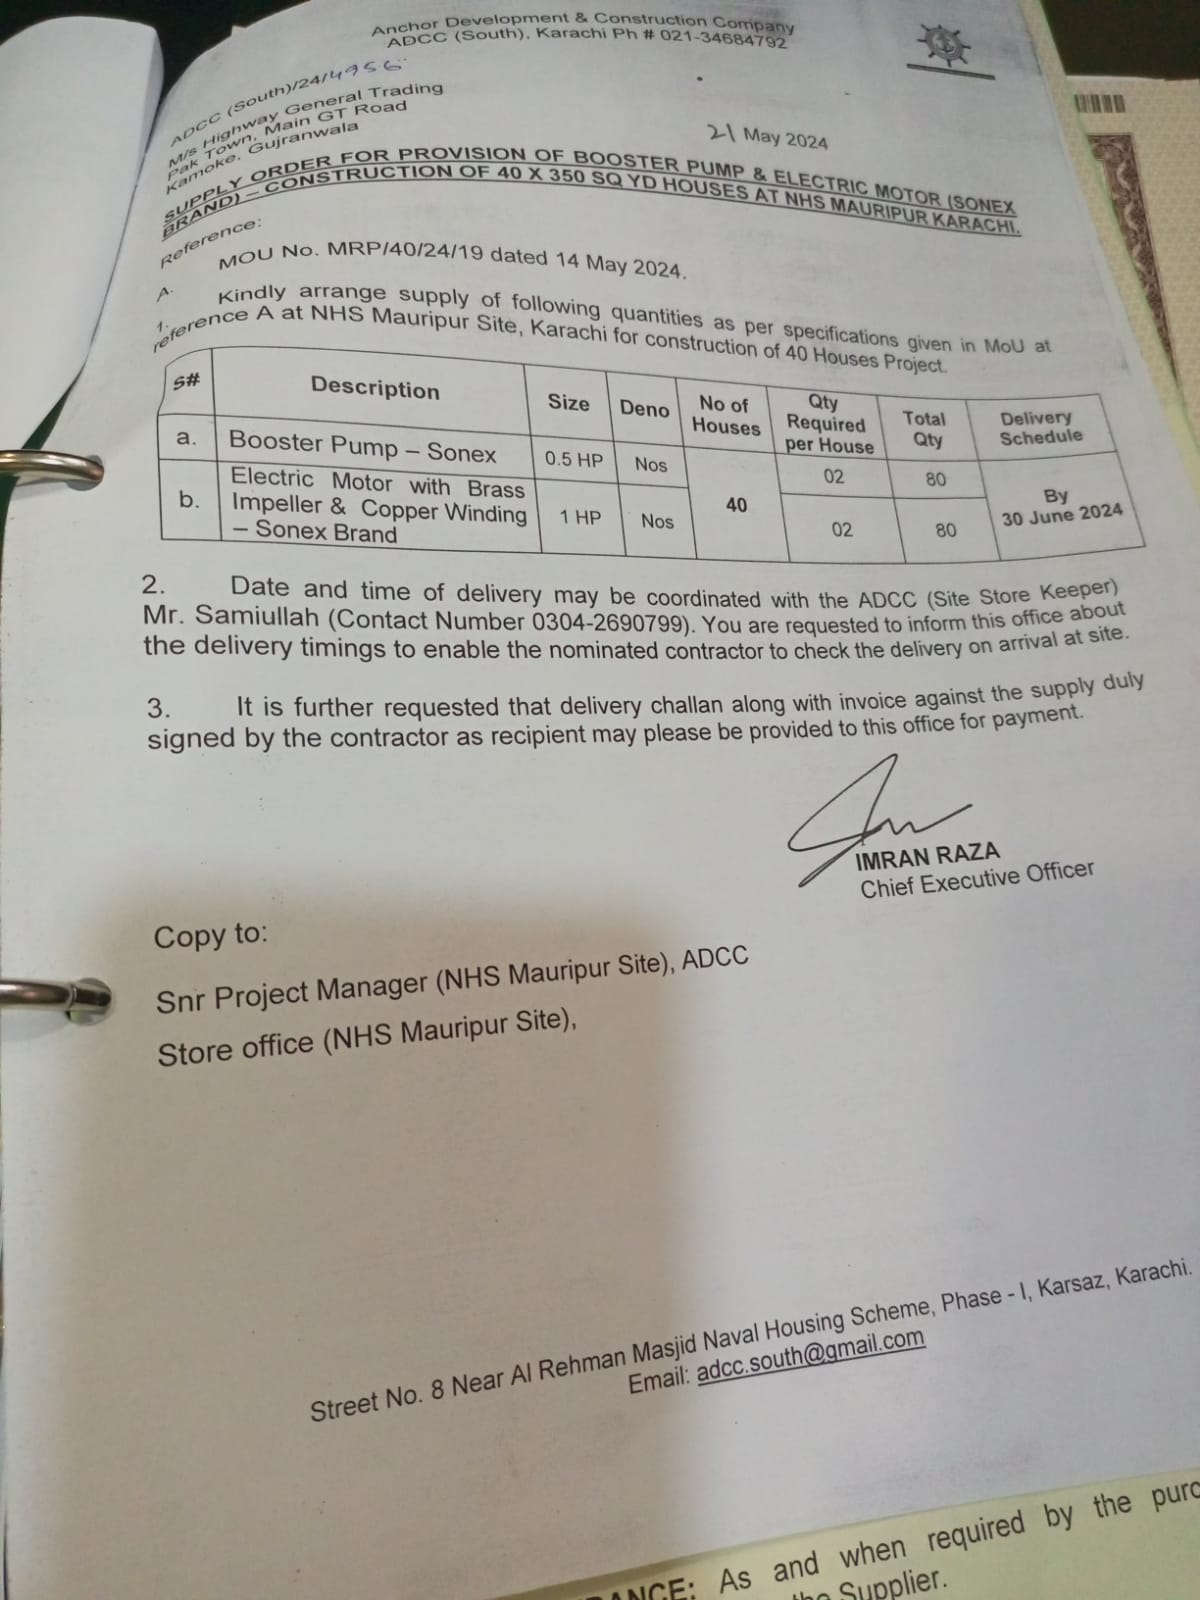 Anchor Development & Construction Company
ADCC (South), Karachi Ph # 021-34684792
ADCC (South)/24/4956
21 May 2024
M/s Highway General Trading
Pak Town, Main GT Road
Kamoke, Gujranwala
SUPPLY ORDER FOR PROVISION OF BOOSTER PUMP & ELECTRIC MOTOR (SONEX
BRAND) – CONSTRUCTION OF 40 X 350 SQ YD HOUSES AT NHS MAURIPUR KARACHI.
Reference:
A. MOU No. MRP/40/24/19 dated 14 May 2024.
1. Kindly arrange supply of following quantities as per specifications given in MoU at
reference A at NHS Mauripur Site, Karachi for construction of 40 Houses Project.
S# Description Size Deno No of Houses Qty Required per House Total Qty Delivery Schedule
a. Booster Pump – Sonex 0.5 HP Nos 40 02 80 By 30 June 2024
b. Electric Motor with Brass Impeller & Copper Winding – Sonex Brand 1 HP Nos 02 80
2. Date and time of delivery may be coordinated with the ADCC (Site Store Keeper)
Mr. Samiullah (Contact Number 0304-2690799). You are requested to inform this office about
the delivery timings to enable the nominated contractor to check the delivery on arrival at site.
3. It is further requested that delivery challan along with invoice against the supply duly
signed by the contractor as recipient may please be provided to this office for payment.
IMRAN RAZA
Chief Executive Officer
Copy to:
Snr Project Manager (NHS Mauripur Site), ADCC
Store office (NHS Mauripur Site),
Street No. 8 Near Al Rehman Masjid Naval Housing Scheme, Phase - I, Karsaz, Karachi.
Email: adcc.south@gmail.com
As and when required by the
Supplier.